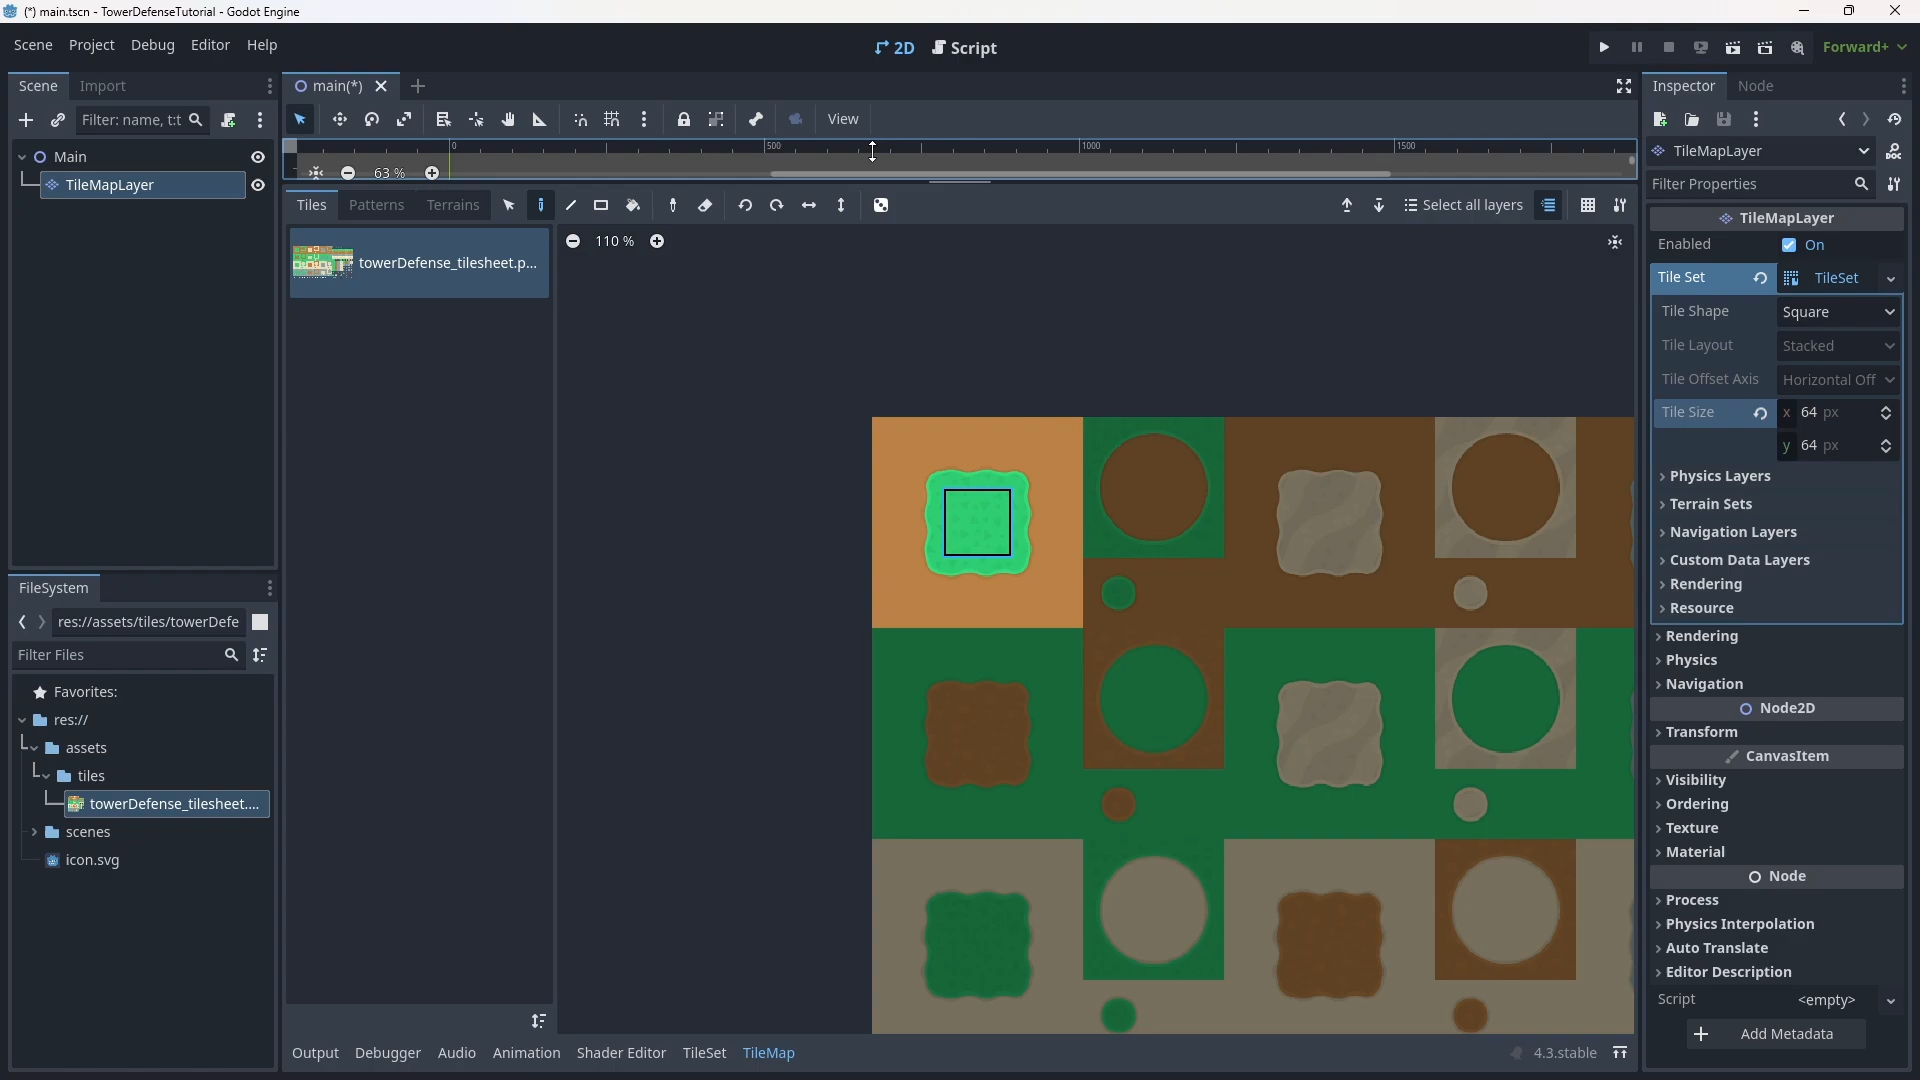 (*) main.tscn - TowerDefenseTutorial - Godot Engine
Scene Project Debug Editor Help
2D Script
Forward+
Scene Import
main(*)
Inspector Node
Filter: name, t:t
View
Main
TileMapLayer
0 500 1000 1500
63 %
Tiles Patterns Terrains
Select all layers
110 %
towerDefense_tilesheet.p...
TileMapLayer
Filter Properties
TileMapLayer
Enabled On
Tile Set TileSet
Tile Shape Square
Tile Layout Stacked
Tile Offset Axis Horizontal Off
Tile Size x 64 px
y 64 px
Physics Layers
Terrain Sets
Navigation Layers
Custom Data Layers
Rendering
Resource
Rendering
Physics
Navigation
Node2D
Transform
CanvasItem
Visibility
Ordering
Texture
Material
Node
Process
Physics Interpolation
Auto Translate
Editor Description
Script <empty>
Add Metadata
FileSystem
res://assets/tiles/towerDefe
Filter Files
Favorites:
res://
assets
tiles
towerDefense_tilesheet....
scenes
icon.svg
Output Debugger Audio Animation Shader Editor TileSet TileMap
4.3.stable